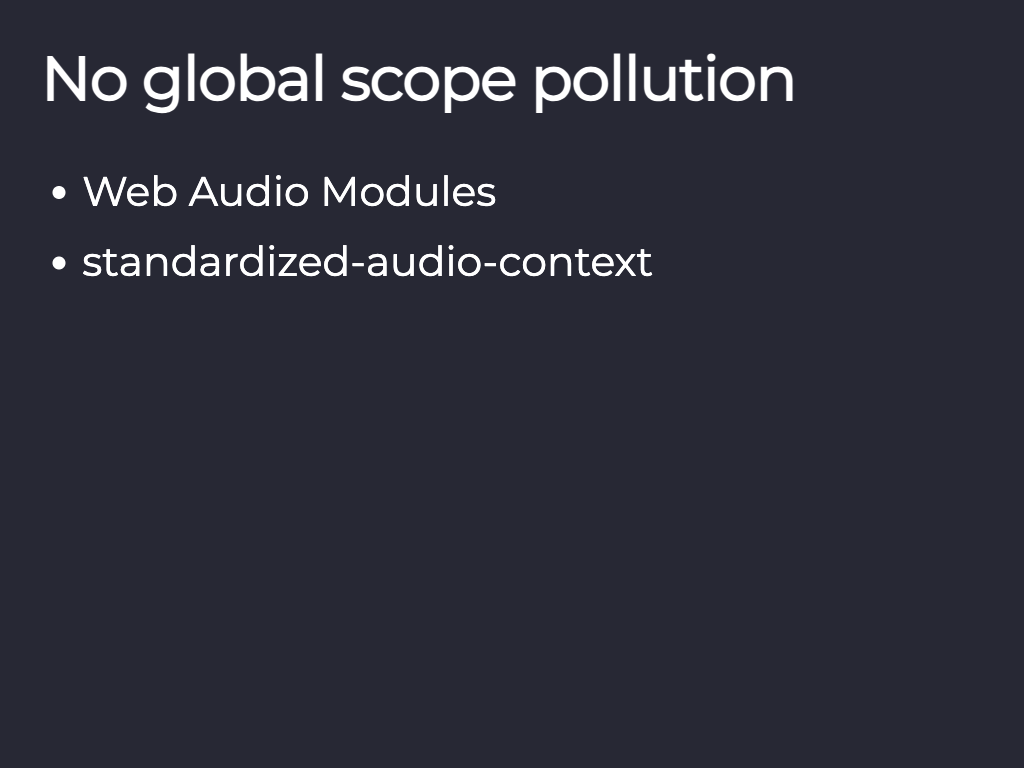 No global scope pollution
• Web Audio Modules
• standardized-audio-context